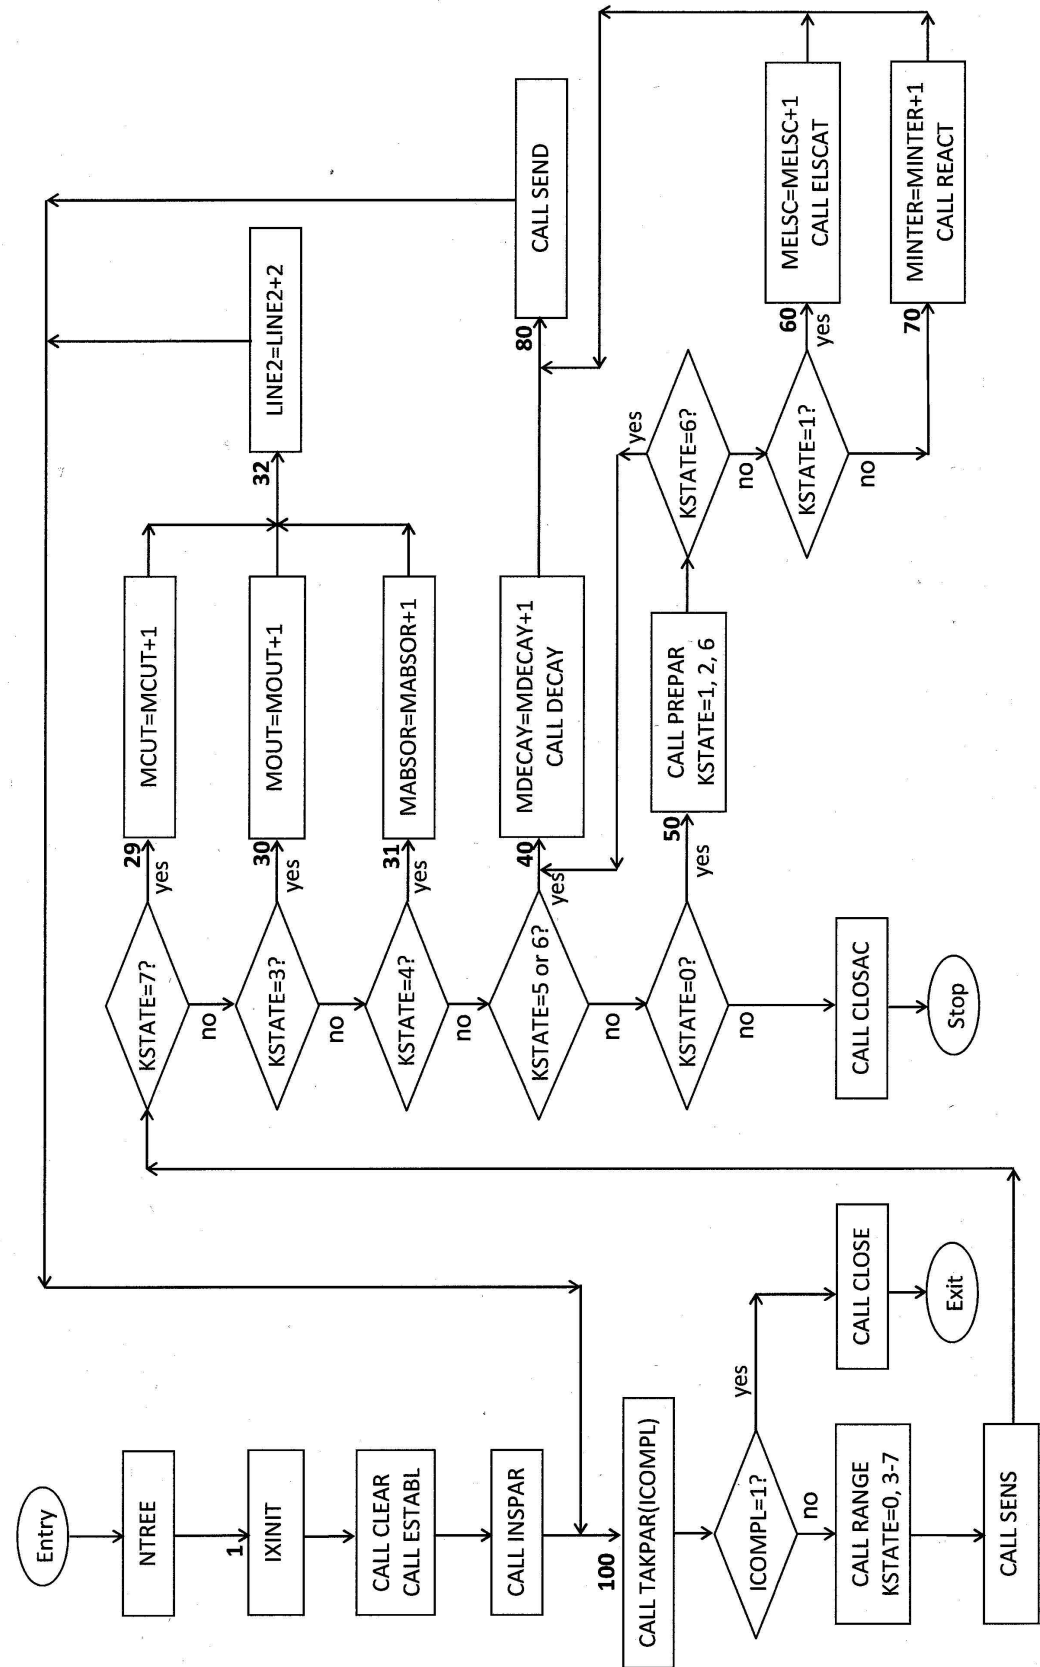 Entry
NTREE
1
IXINIT
CALL CLEAR
CALL ESTABL
CALL INSPAR
100
CALL TAKPAR(ICOMPL)
ICOMPL=1?
yes
no
CALL RANGE
KSTATE=0, 3-7
CALL SENS
CALL CLOSE
Exit
KSTATE=7?
yes
29
MCUT=MCUT+1
no
KSTATE=3?
yes
30
MOUT=MOUT+1
no
KSTATE=4?
yes
31
MABSOR=MABSOR+1
32
LINE2=LINE2+2
no
KSTATE=5 or 6?
yes
40
MDECAY=MDECAY+1
CALL DECAY
80
CALL SEND
no
KSTATE=0?
yes
50
CALL PREPAR
KSTATE=1, 2, 6
no
CALL CLOSAC
Stop
KSTATE=6?
yes
no
KSTATE=1?
yes
60
MELSC=MELSC+1
CALL ELSCAT
no
70
MINTER=MINTER+1
CALL REACT